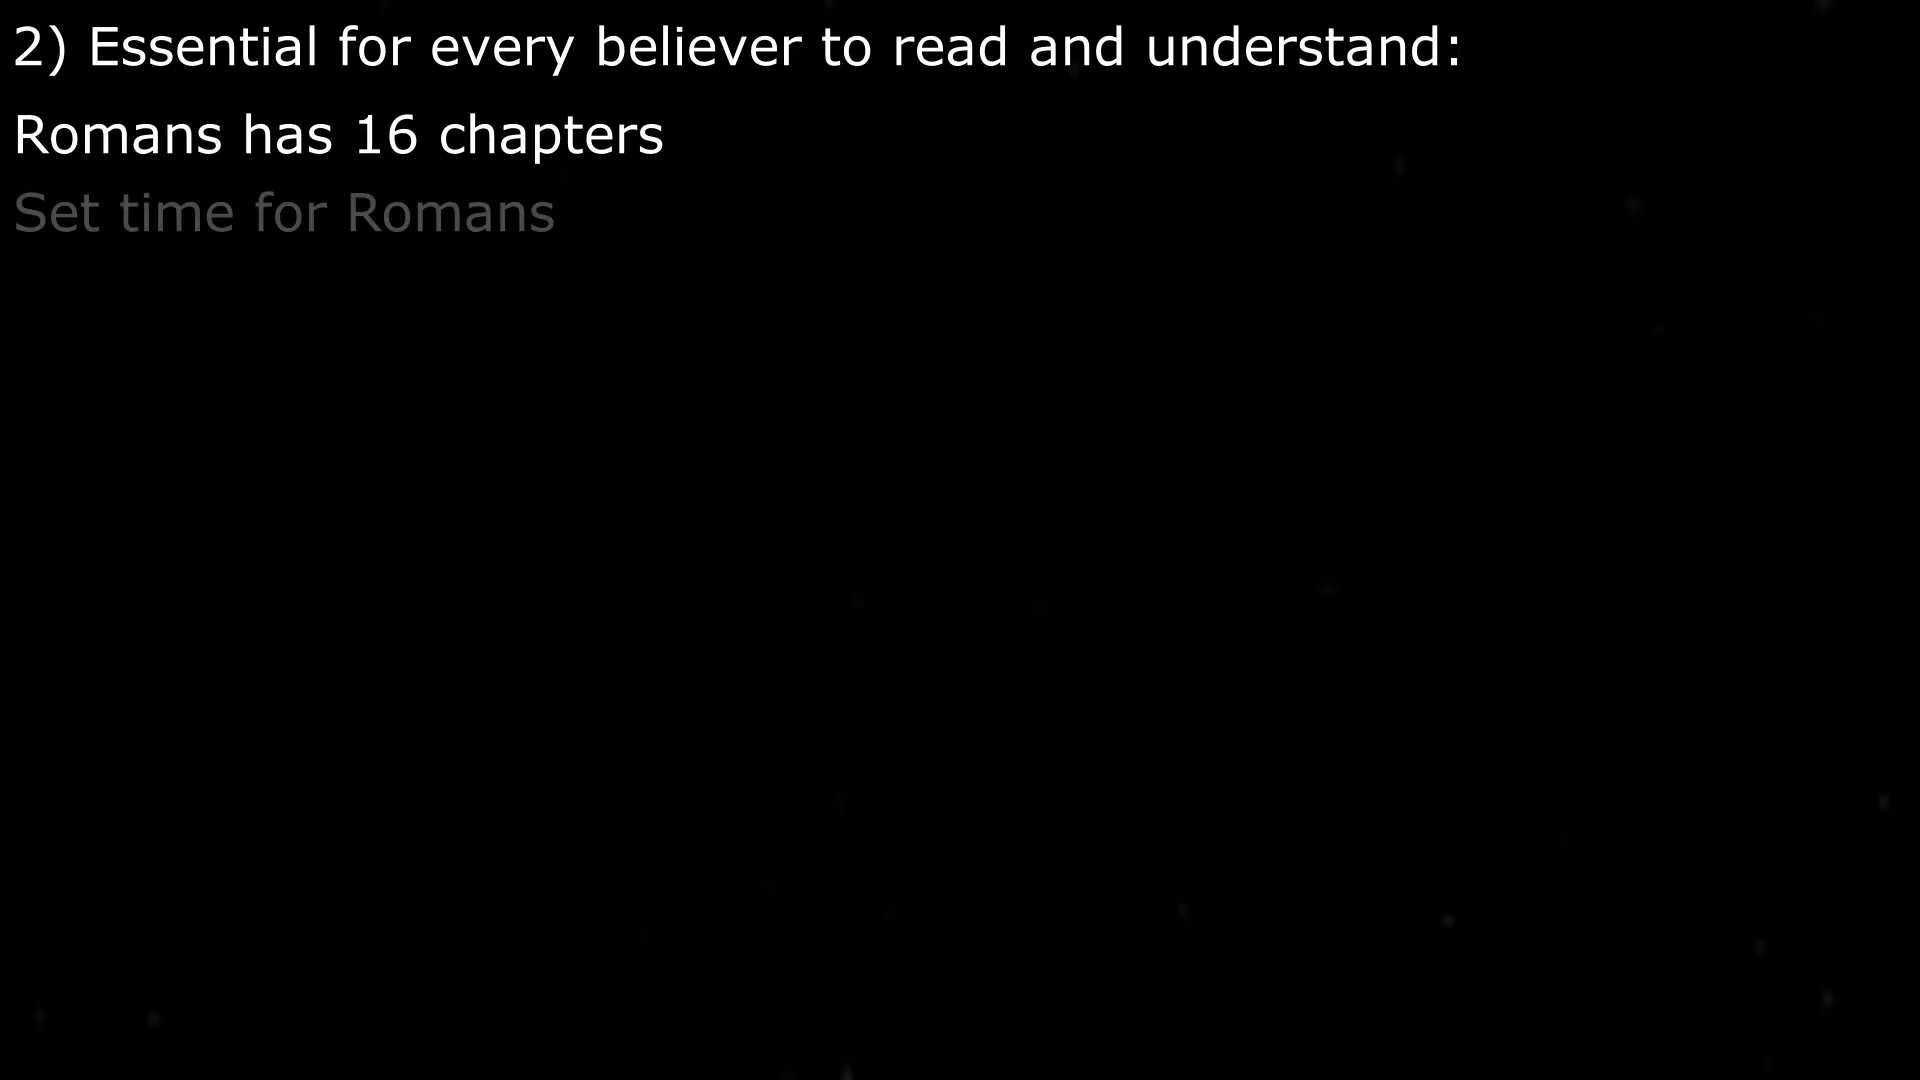 2) Essential for every believer to read and understand:
Romans has 16 chapters
Set time for Romans